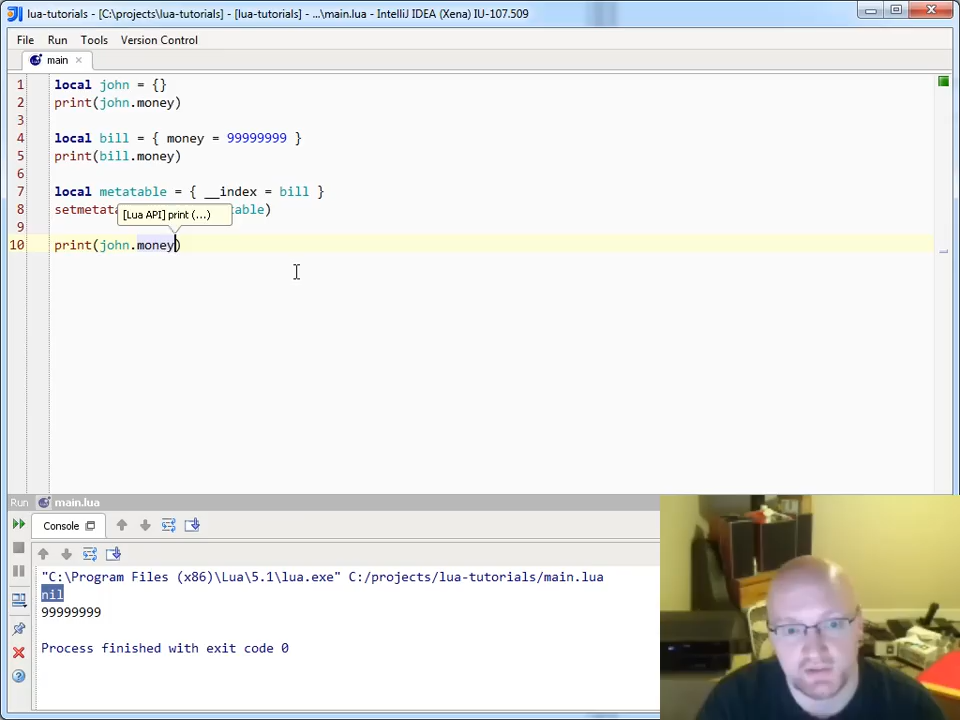 lua-tutorials - [C:\projects\lua-tutorials] - [lua-tutorials] - ...\main.lua - IntelliJ IDEA (Xena) IU-107.509
File Run Tools Version Control
main
1 local john = {}
2 print(john.money)
3
4 local bill = { money = 99999999 }
5 print(bill.money)
6
7 local metatable = { __index = bill }
8 setmetat able)
[Lua API] print (...)
9
10 print(john.money)
Run main.lua
Console
"C:\Program Files (x86)\Lua\5.1\lua.exe" C:/projects/lua-tutorials/main.lua
nil
99999999
Process finished with exit code 0